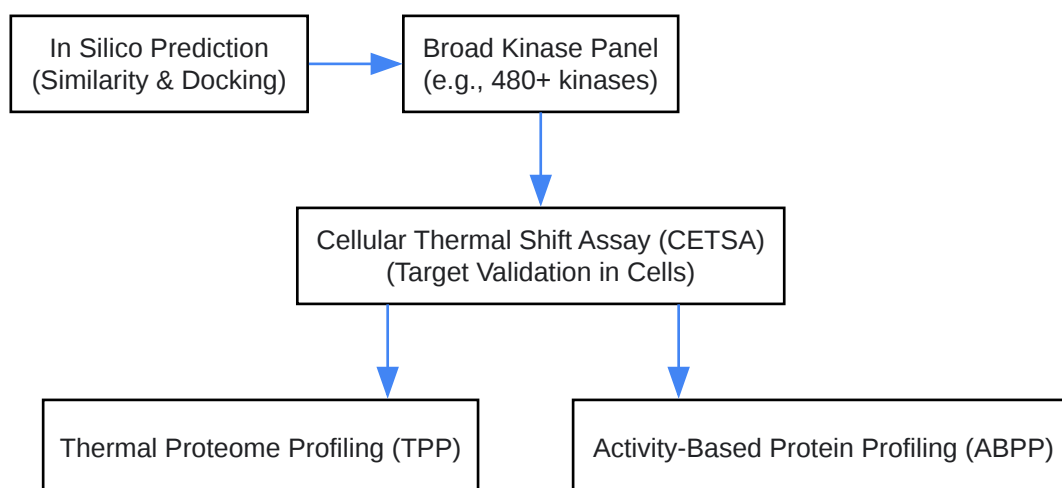 In Silico Prediction
(Similarity & Docking)
Broad Kinase Panel
(e.g., 480+ kinases)
Cellular Thermal Shift Assay (CETSA)
(Target Validation in Cells)
Thermal Proteome Profiling (TPP)
Activity-Based Protein Profiling (ABPP)